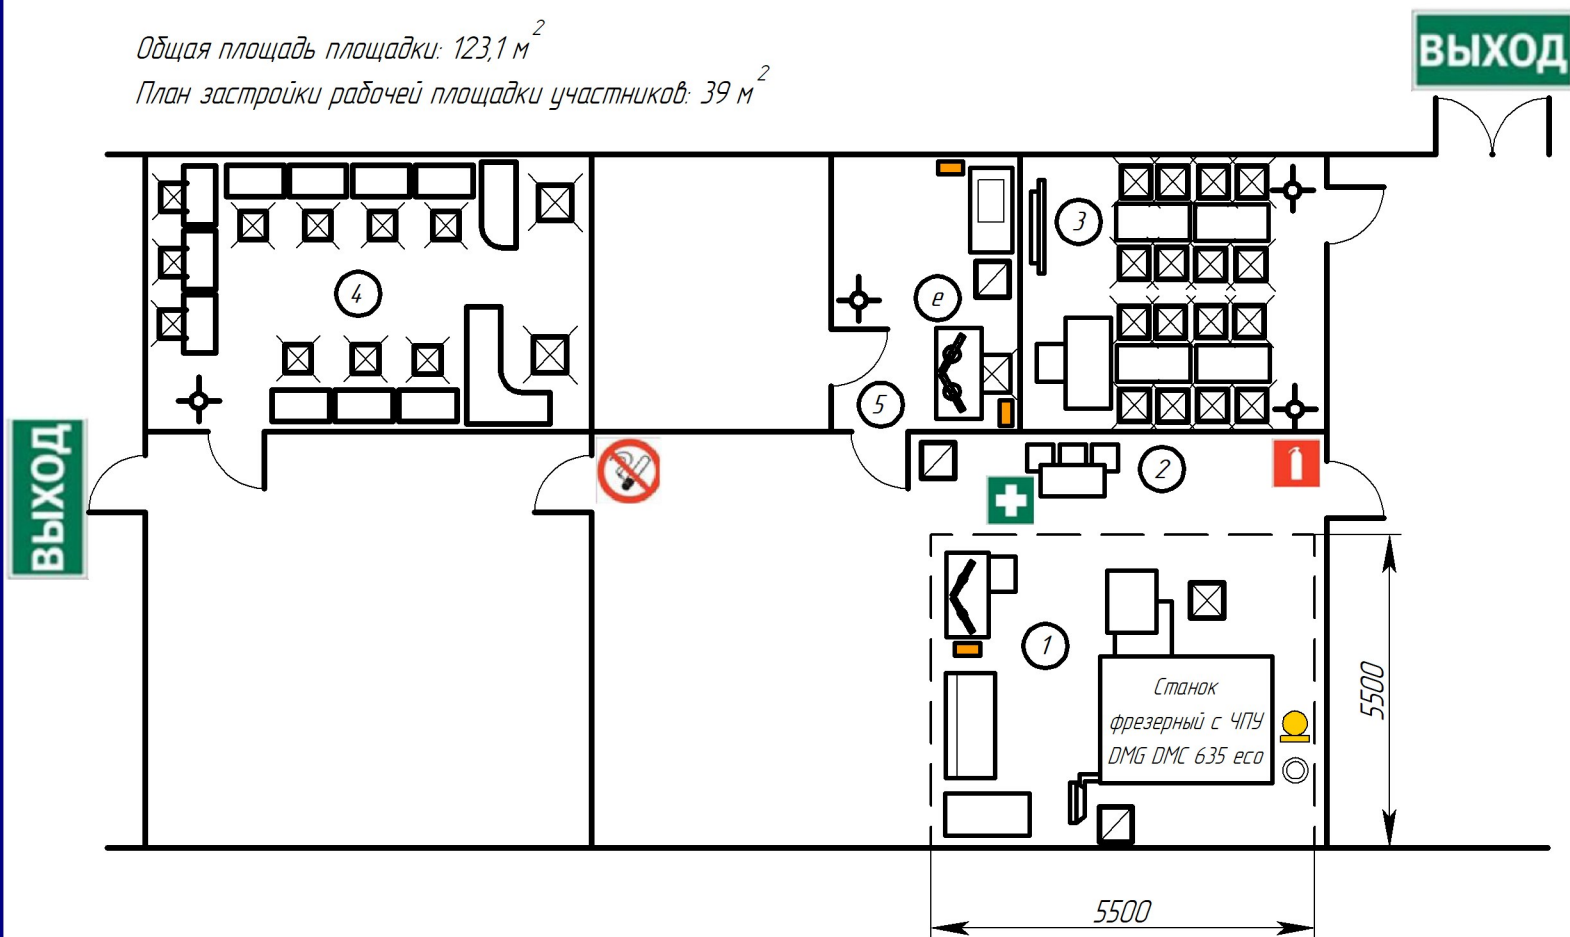 Общая площадь площадки: 123,1 м²
План застройки рабочей площадки участников: 39 м²
ВЫХОД
3
4
е
5
ВЫХОД
2
1
Станок
фрезерный с ЧПУ
DMG DMC 635 eco
5500
5500